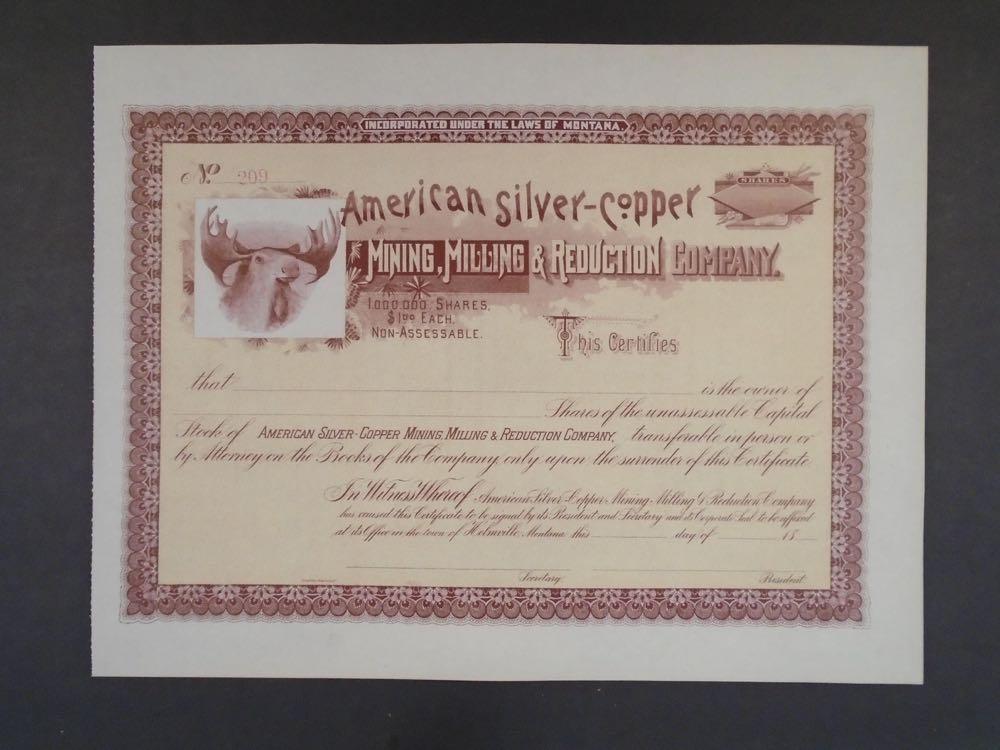 INCORPORATED UNDER THE LAWS OF MONTANA.
No. 209
SHARES
American Silver-Copper
MINING, MILLING & REDUCTION COMPANY.
1,000,000 SHARES.
$1.00 EACH.
NON-ASSESSABLE.
This Certifies
that is the owner of
Shares of the unassessable Capital
Stock of AMERICAN SILVER-COPPER MINING, MILLING & REDUCTION COMPANY, transferable in person or
by Attorney on the Books of the Company only upon the surrender of this Certificate
In Witness Whereof American Silver-Copper Mining Milling & Reduction Company
has caused this Certificate to be signed by its President and Secretary and its Corporate Seal to be affixed
at its Office in the town of Helmville, Montana this day of 18
Secretary. President.